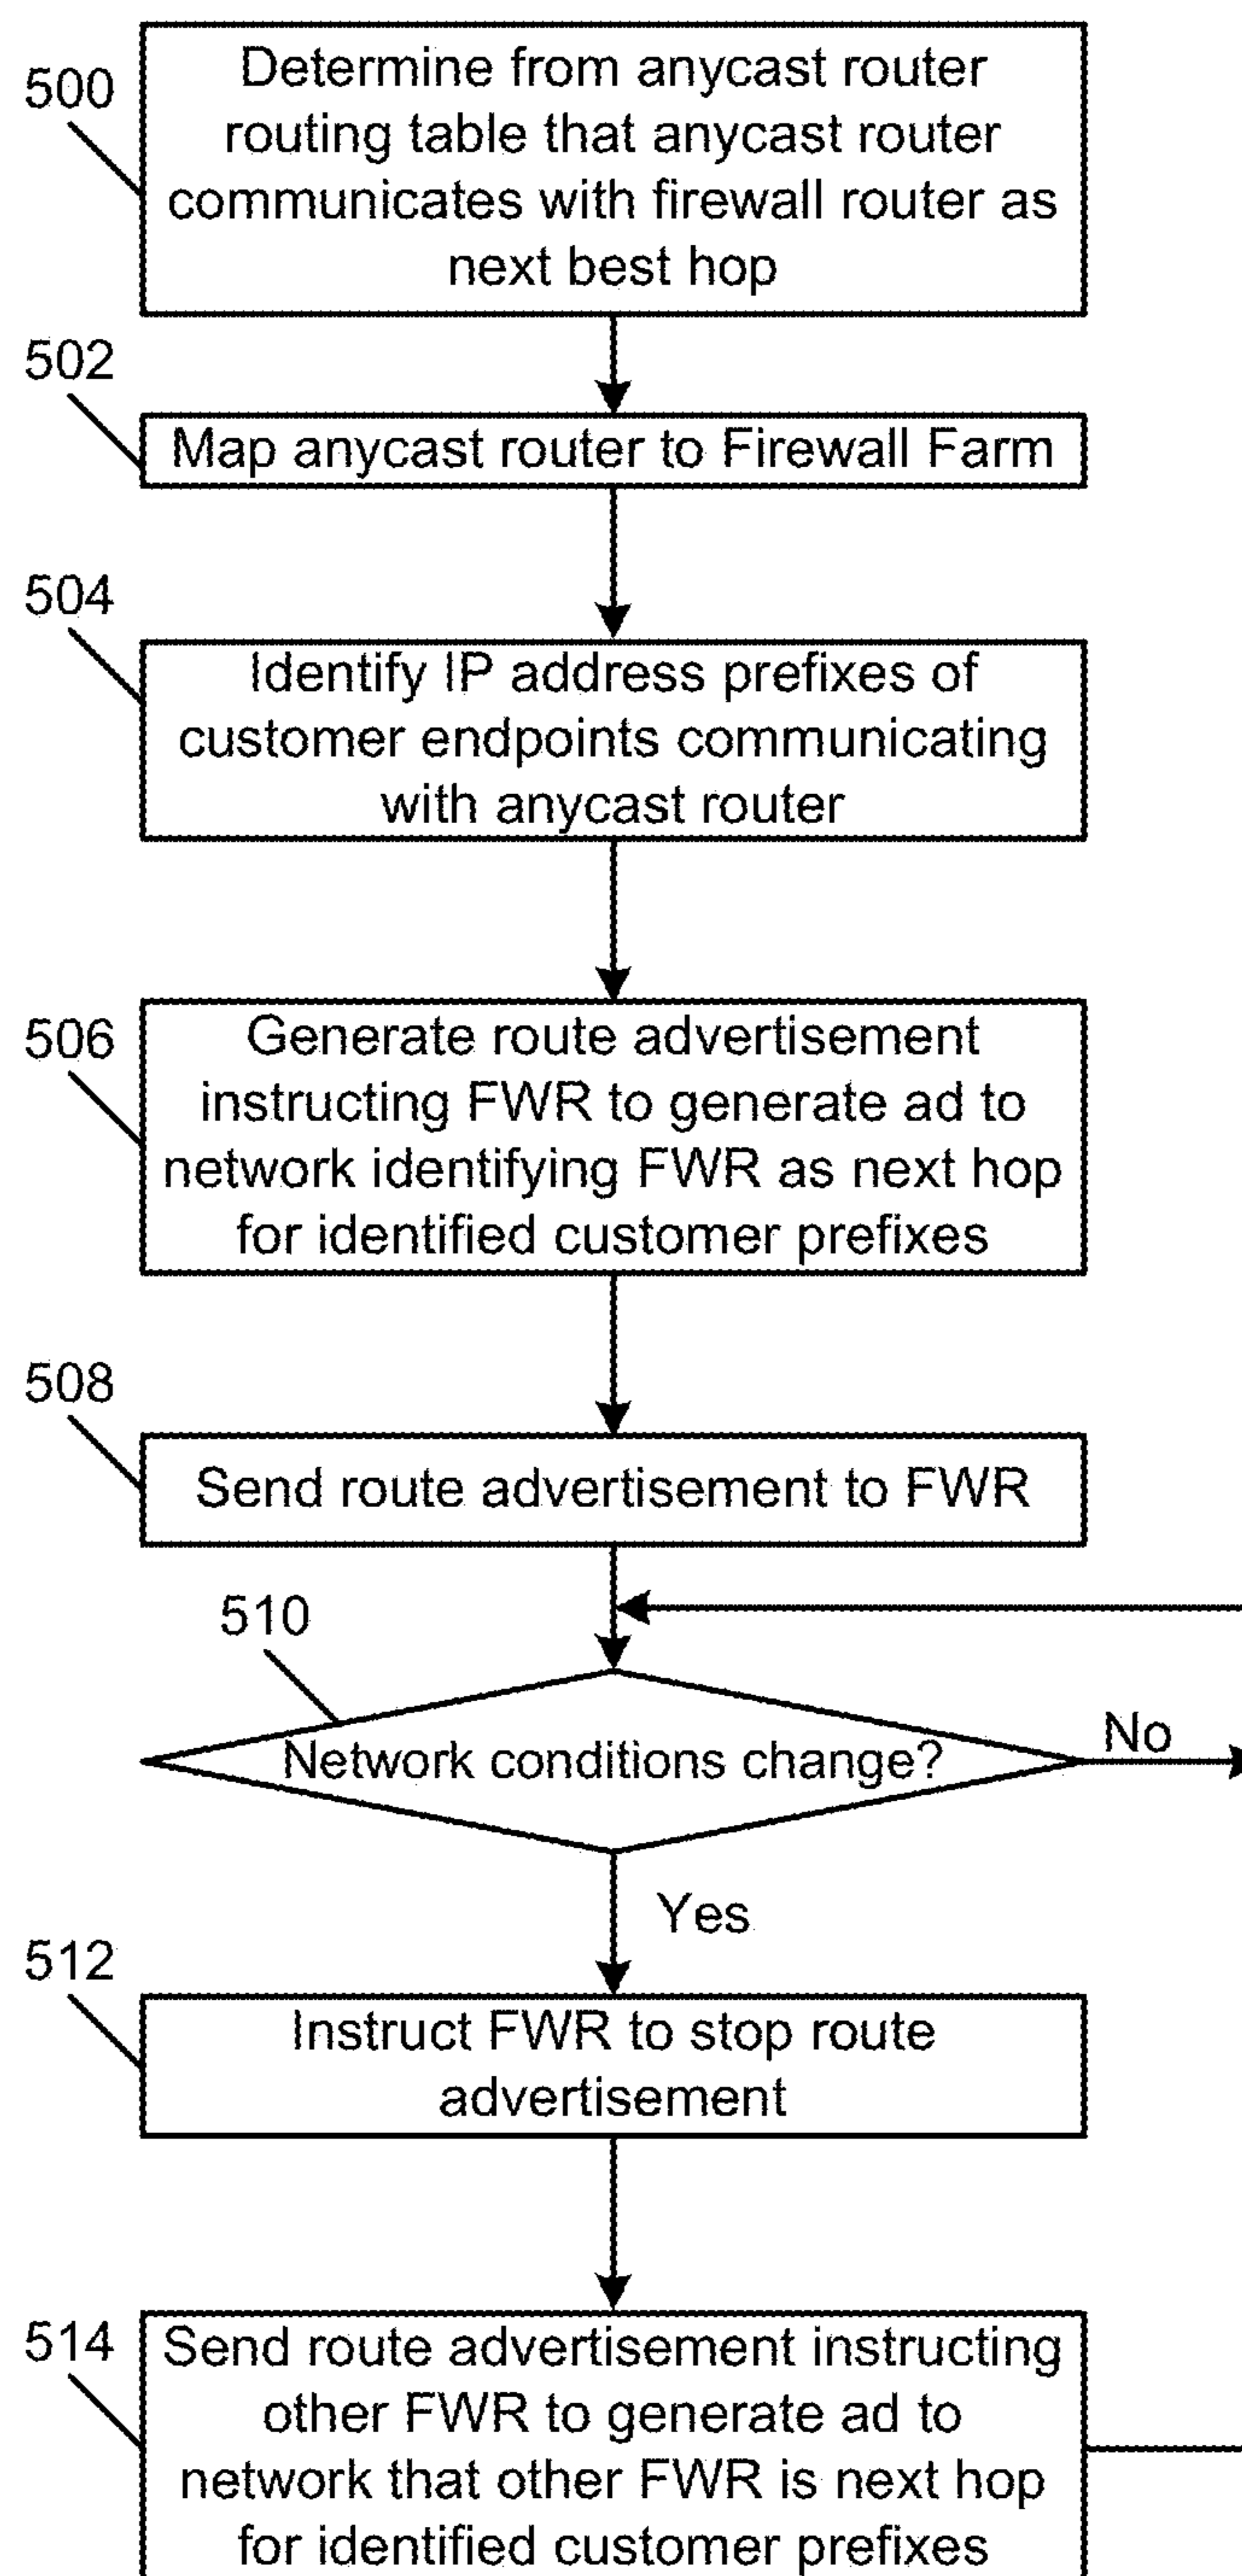 500
Determine from anycast router
routing table that anycast router
communicates with firewall router as
next best hop
502
Map anycast router to Firewall Farm
504
Identify IP address prefixes of
customer endpoints communicating
with anycast router
506
Generate route advertisement
instructing FWR to generate ad to
network identifying FWR as next hop
for identified customer prefixes
508
Send route advertisement to FWR
510
Network conditions change?
No
Yes
512
Instruct FWR to stop route
advertisement
514
Send route advertisement instructing
other FWR to generate ad to
network that other FWR is next hop
for identified customer prefixes